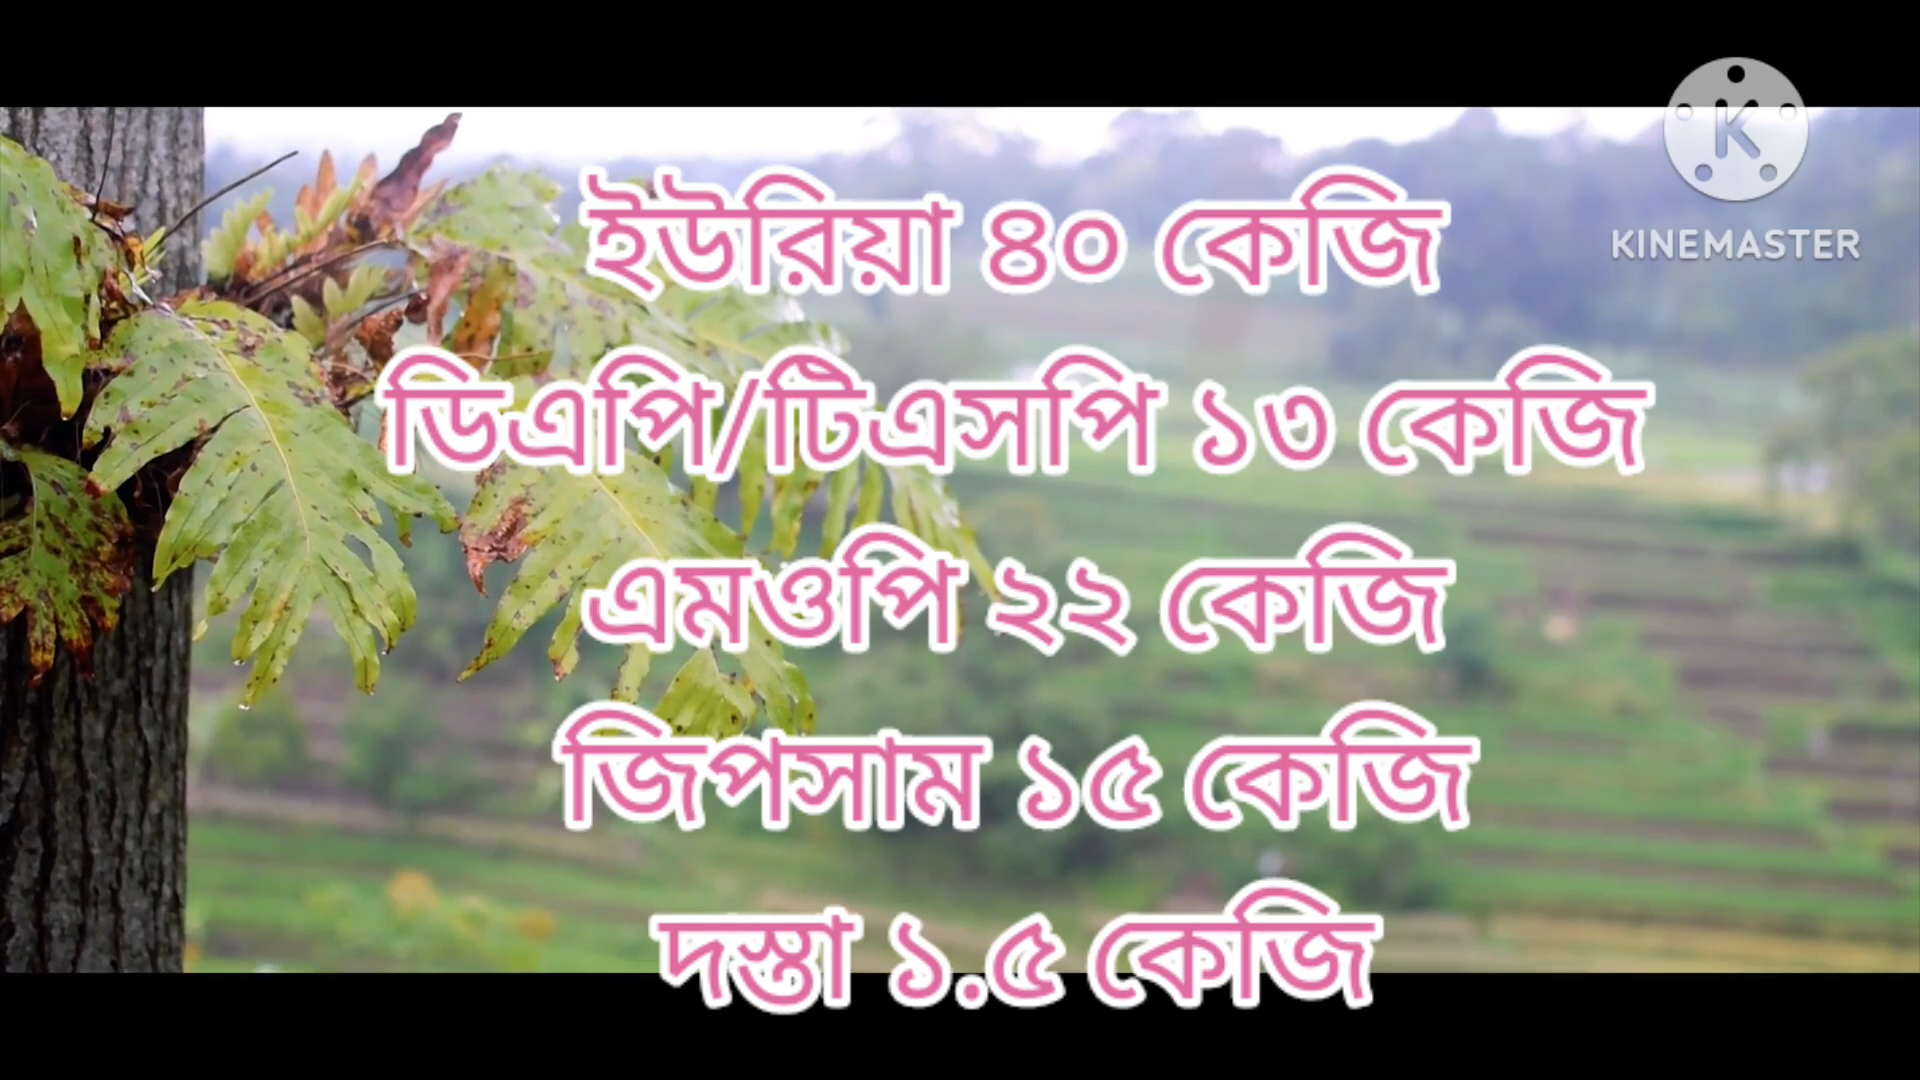 KINEMASTER
ইউরিয়া ৪০ কেজি
ডিএপি/টিএসপি ১৩ কেজি
এমওপি ২২ কেজি
জিপসাম ১৫ কেজি
দস্তা ১.৫ কেজি